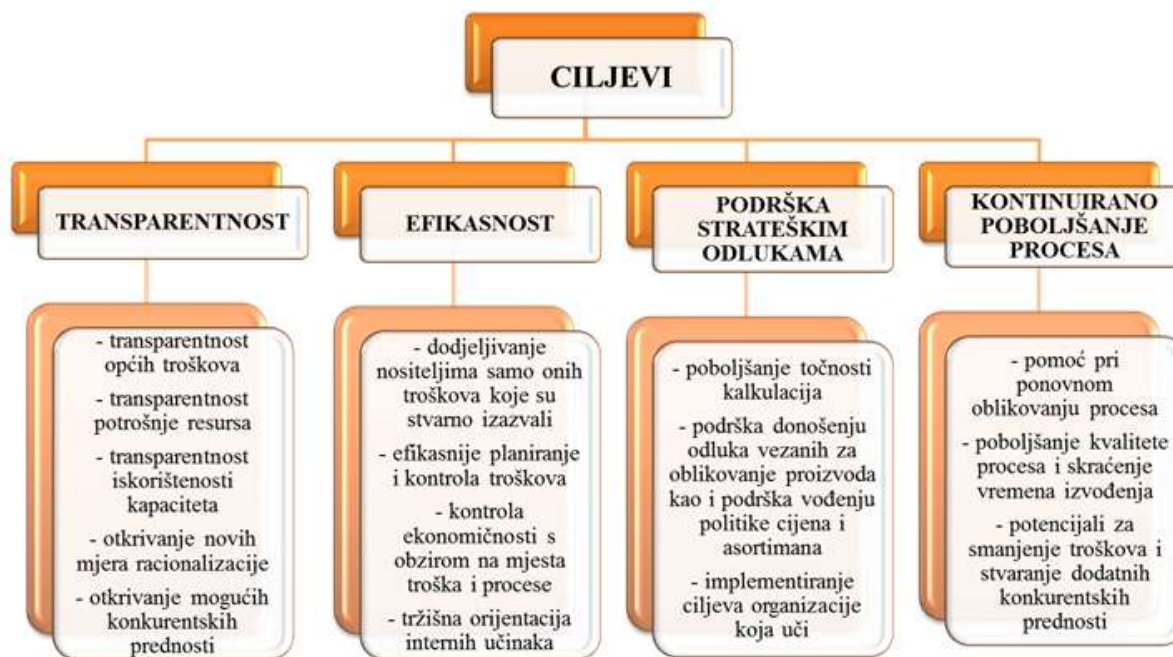 CILJEVI
TRANSPARENTNOST
- transparentnost
općih troškova
- transparentnost
potrošnje resursa
- transparentnost
iskorištenosti
kapaciteta
- otkrivanje novih
mjera racionalizacije
- otkrivanje mogućih
konkurentskih
prednosti
EFIKASNOST
- dodjeljivanje
nositeljima samo onih
troškova koje su
stvarno izazvali
- efikasnije planiranje
i kontrola troškova
- kontrola
ekonomičnosti s
obzirom na mjesta
troška i procese
- tržišna orijentacija
internih učinaka
PODRŠKA
STRATEŠKIM
ODLUKAMA
- poboljšanje točnosti
kalkulacija
- podrška donošenju
odluka vezanih za
oblikovanje proizvoda
kao i podrška vođenju
politike cijena i
asortimana
- implementiranje
ciljeva organizacije
koja uči
KONTINUIRANO
POBOLJŠANJE
PROCESA
- pomoć pri
ponovnom
oblikovanju procesa
- poboljšanje kvalitete
procesa i skraćenje
vremena izvođenja
- potencijali za
smanjenje troškova i
stvaranje dodatnih
konkurentskih
prednosti